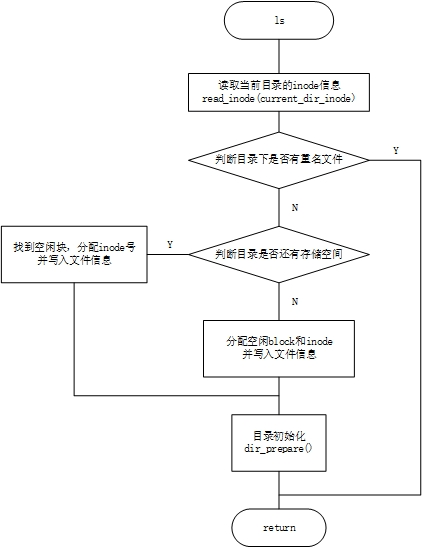 ls
读取当前目录的inode信息
read_inode(current_dir_inode)
判断目录下是否有重名文件
Y
N
找到空闲块，分配inode号
并写入文件信息
Y
判断目录是否还有存储空间
N
分配空闲block和inode
并写入文件信息
目录初始化
dir_prepare()
return